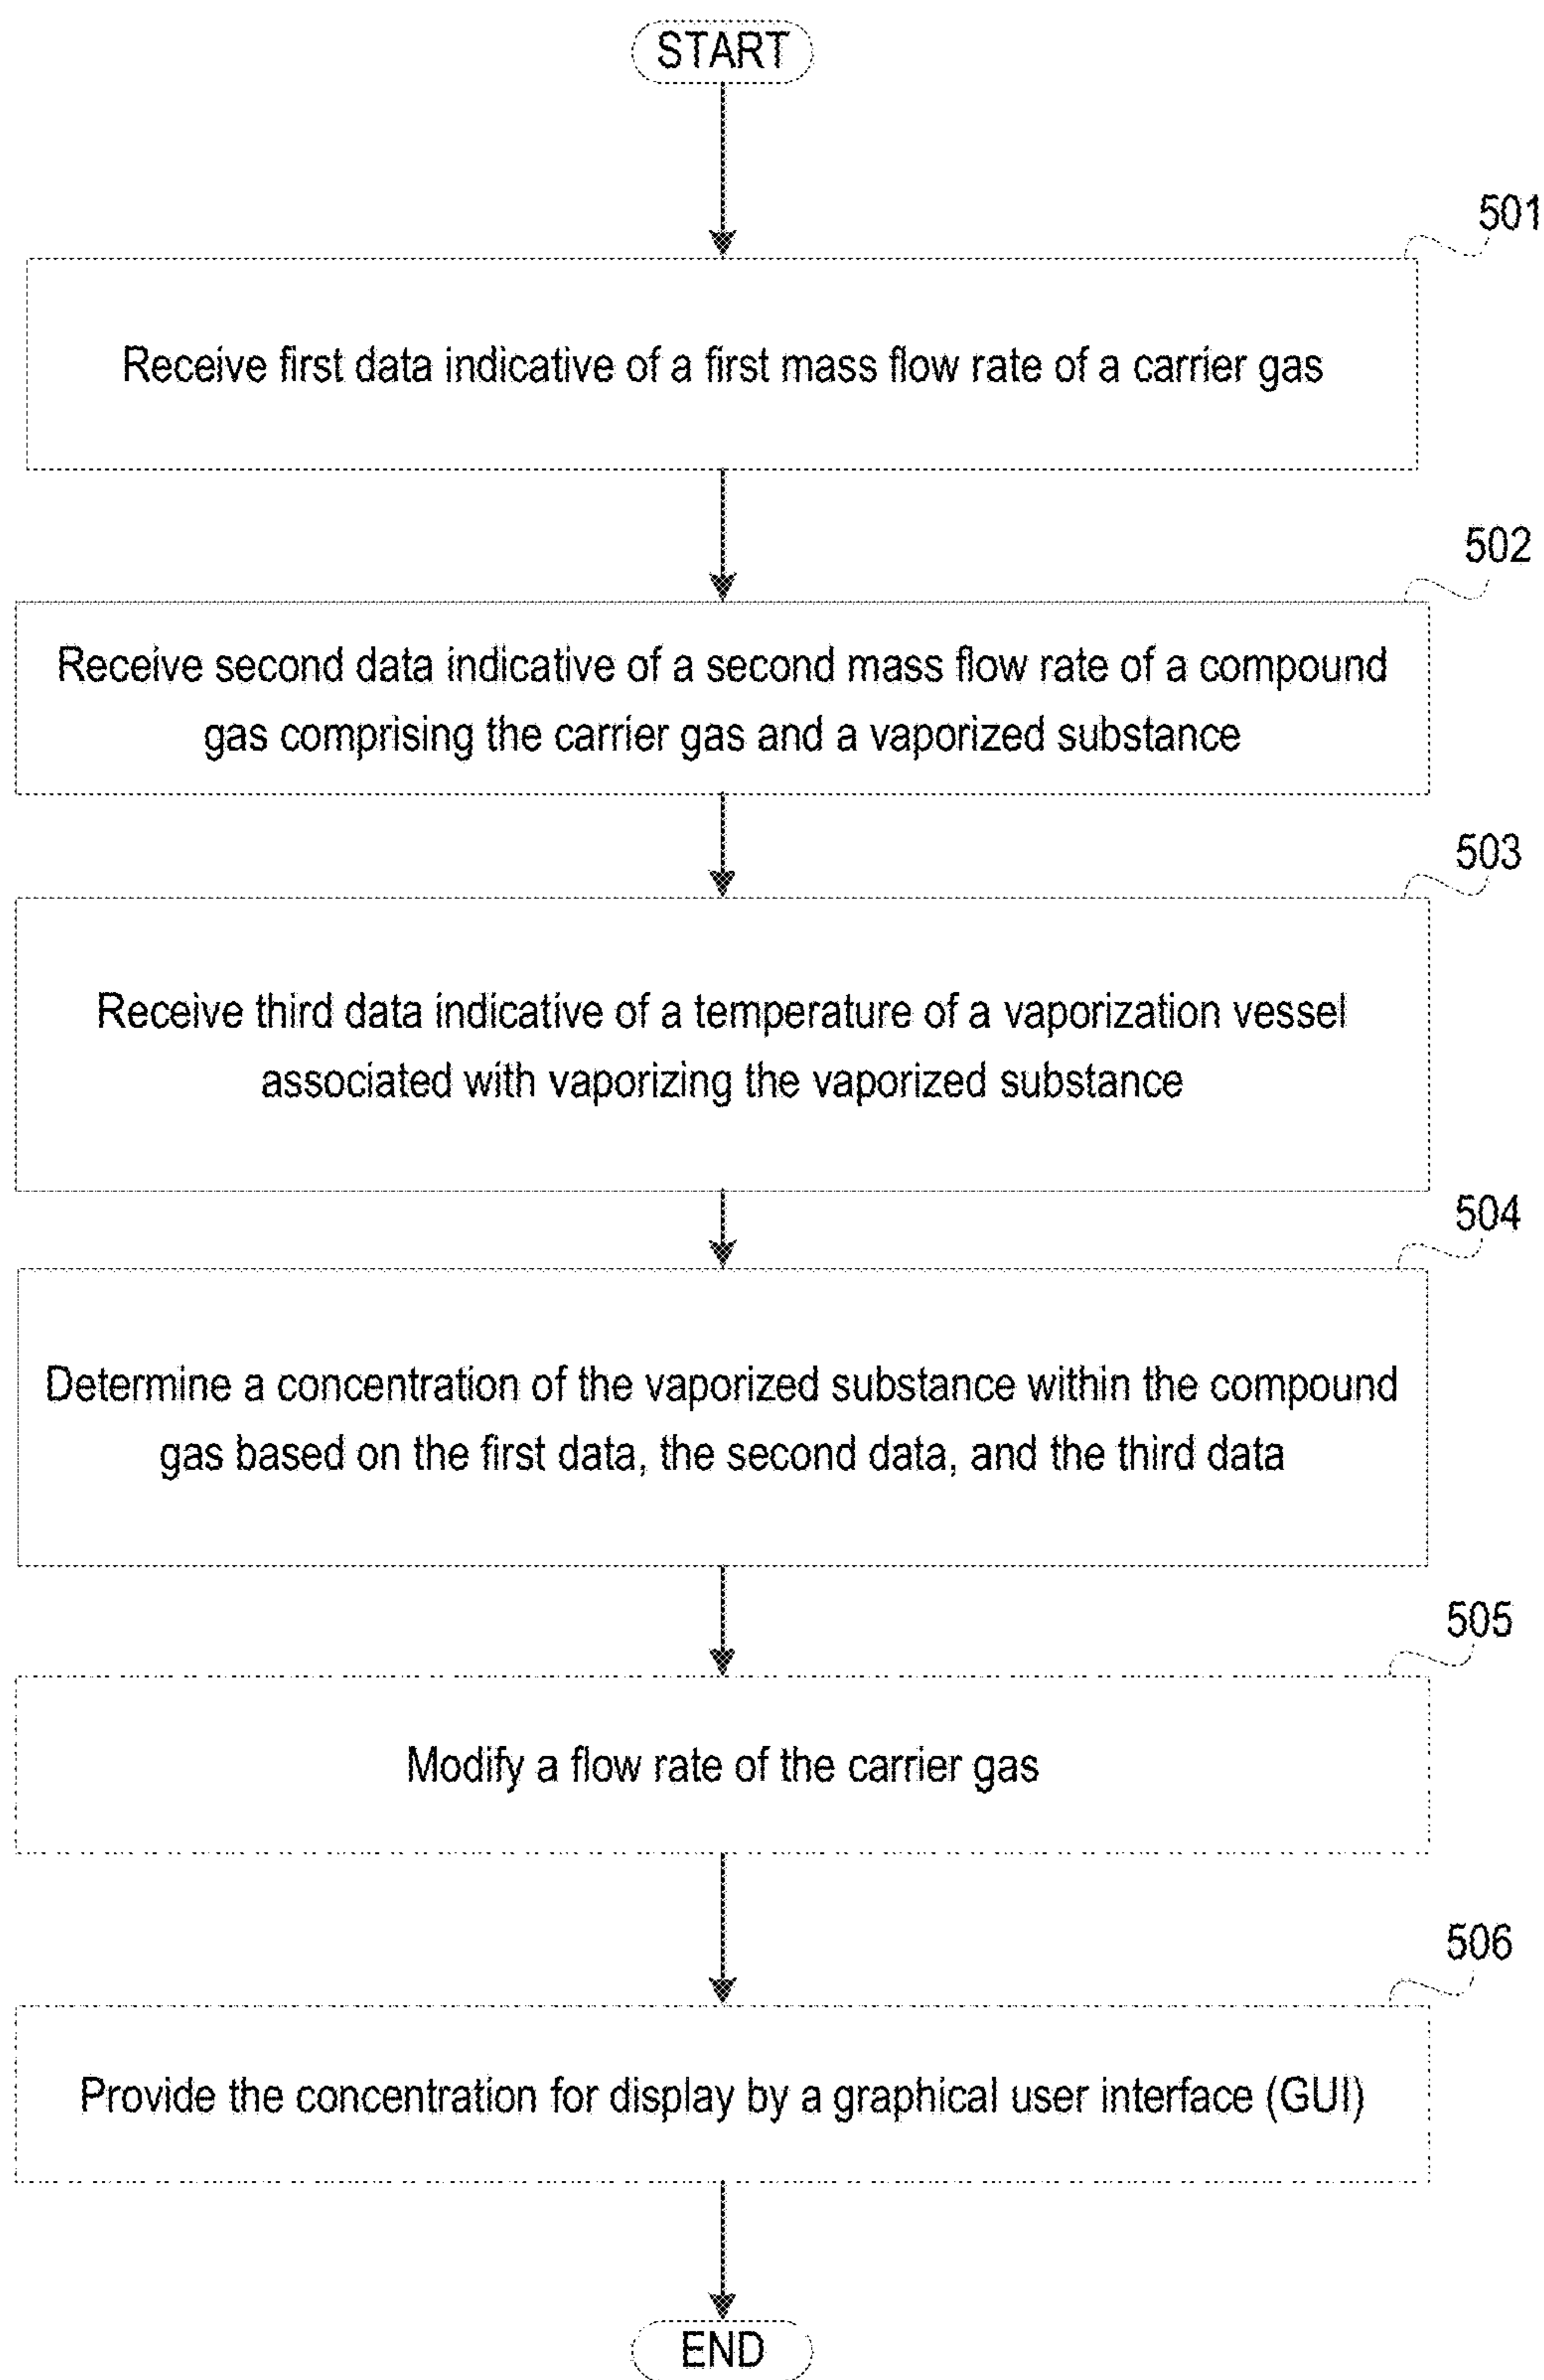 START
501
Receive first data indicative of a first mass flow rate of a carrier gas
502
Receive second data indicative of a second mass flow rate of a compound
gas comprising the carrier gas and a vaporized substance
503
Receive third data indicative of a temperature of a vaporization vessel
associated with vaporizing the vaporized substance
504
Determine a concentration of the vaporized substance within the compound
gas based on the first data, the second data, and the third data
505
Modify a flow rate of the carrier gas
506
Provide the concentration for display by a graphical user interface (GUI)
END